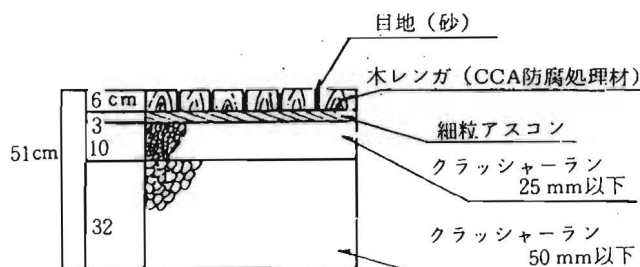 目地（砂）
木レンガ（CCA防腐処理材）
細粒アスコン
クラッシャーラン
25 mm以下
クラッシャーラン
50 mm以下
6 cm
3
10
32
51cm